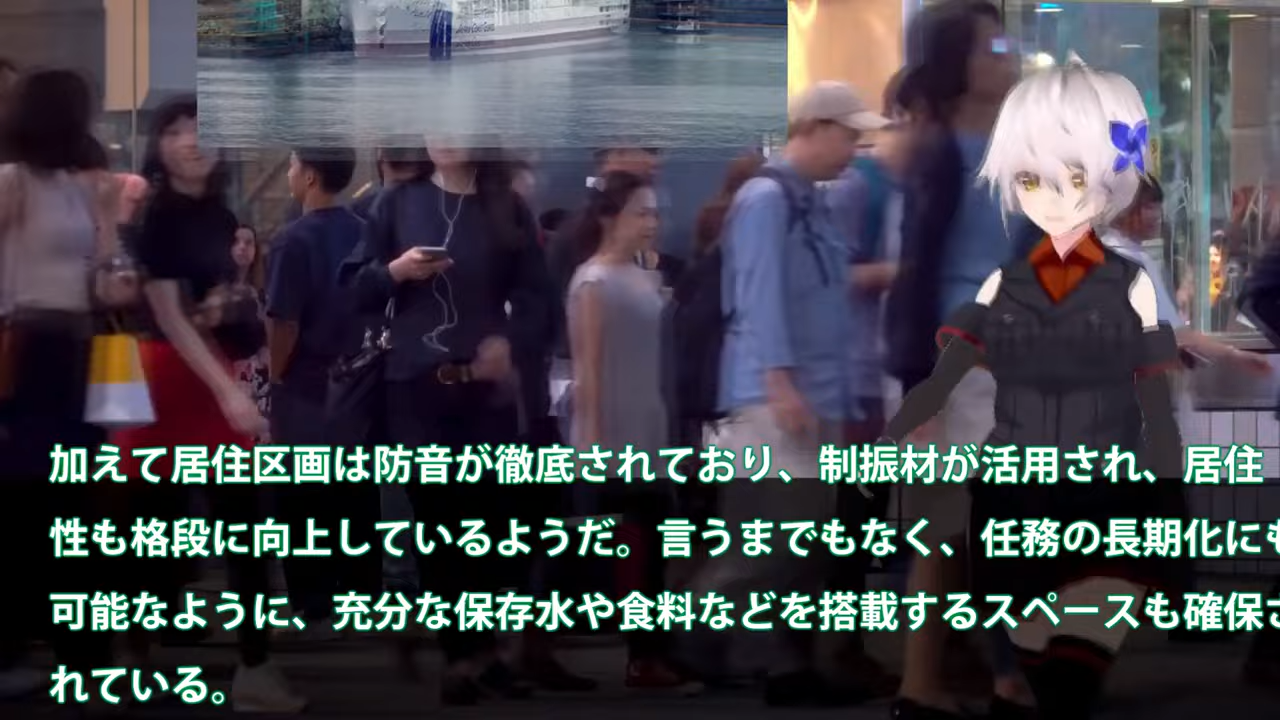 加えて居住区画は防音が徹底されており、制振材が活用され、居住
性も格段に向上しているようだ。言うまでもなく、任務の長期化にも
可能なように、充分な保存水や食料などを搭載するスペースも確保さ
れている。